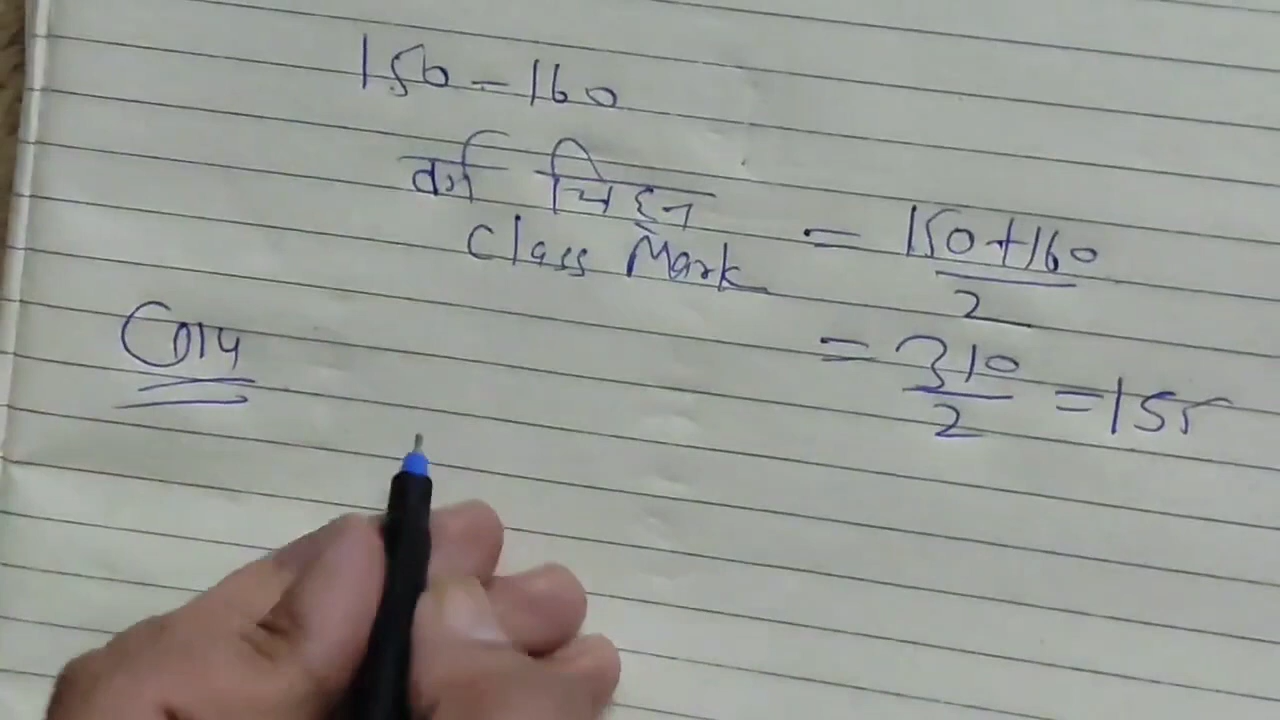 150-160
वर्ग चिह्न
Class Mark = 150+160
2
= 310
2
= 155